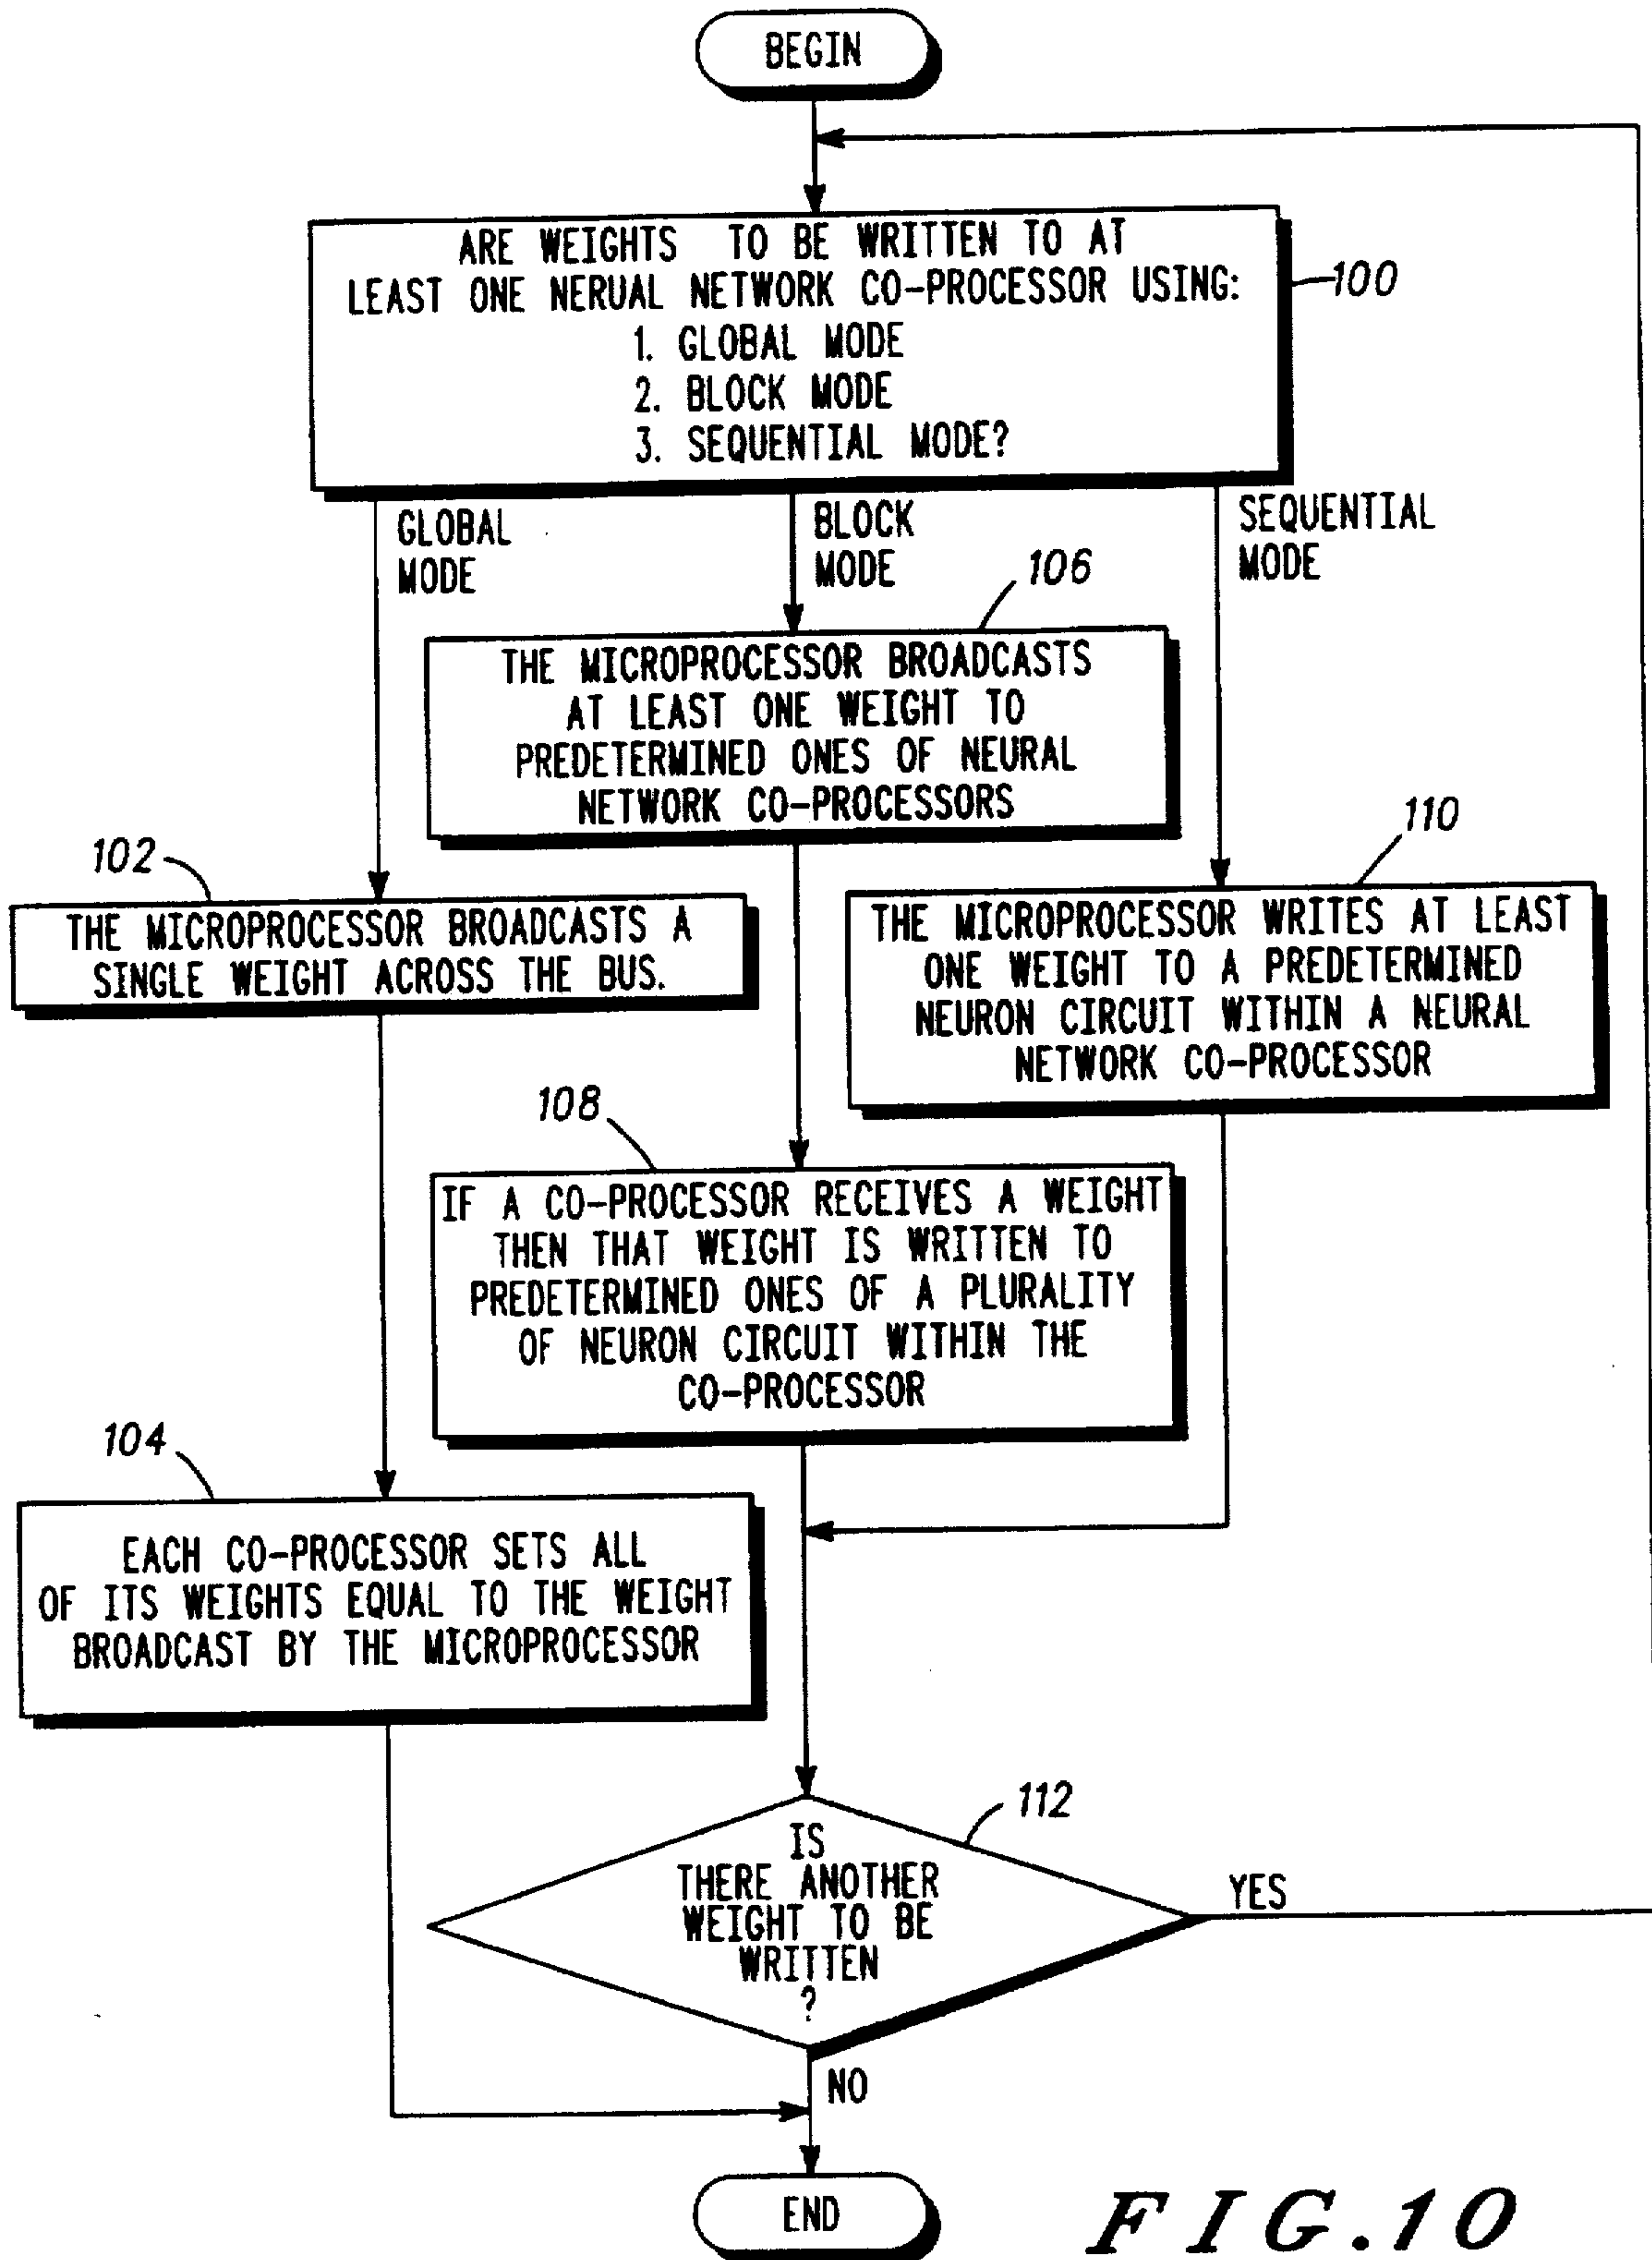 BEGIN
ARE WEIGHTS TO BE WRITTEN TO AT
LEAST ONE NERUAL NETWORK CO-PROCESSOR USING:
1. GLOBAL MODE
2. BLOCK MODE
3. SEQUENTIAL MODE?
100
GLOBAL
MODE
BLOCK
MODE
SEQUENTIAL
MODE
106
THE MICROPROCESSOR BROADCASTS
AT LEAST ONE WEIGHT TO
PREDETERMINED ONES OF NEURAL
NETWORK CO-PROCESSORS
102
THE MICROPROCESSOR BROADCASTS A
SINGLE WEIGHT ACROSS THE BUS.
110
THE MICROPROCESSOR WRITES AT LEAST
ONE WEIGHT TO A PREDETERMINED
NEURON CIRCUIT WITHIN A NEURAL
NETWORK CO-PROCESSOR
108
IF A CO-PROCESSOR RECEIVES A WEIGHT
THEN THAT WEIGHT IS WRITTEN TO
PREDETERMINED ONES OF A PLURALITY
OF NEURON CIRCUIT WITHIN THE
CO-PROCESSOR
104
EACH CO-PROCESSOR SETS ALL
OF ITS WEIGHTS EQUAL TO THE WEIGHT
BROADCAST BY THE MICROPROCESSOR
112
IS
THERE ANOTHER
WEIGHT TO BE
WRITTEN
?
YES
NO
END
FIG.10